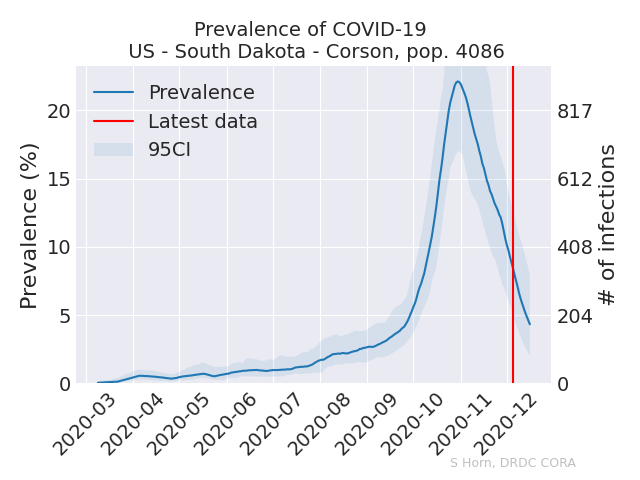 Prevalence of COVID-19
US - South Dakota - Corson, pop. 4086
Prevalence
Latest data
95CI
Prevalence (%)
20
15
10
5
0
817
612
408
204
0
# of infections
2020-03
2020-04
2020-05
2020-06
2020-07
2020-08
2020-09
2020-10
2020-11
2020-12
S Horn, DRDC CORA